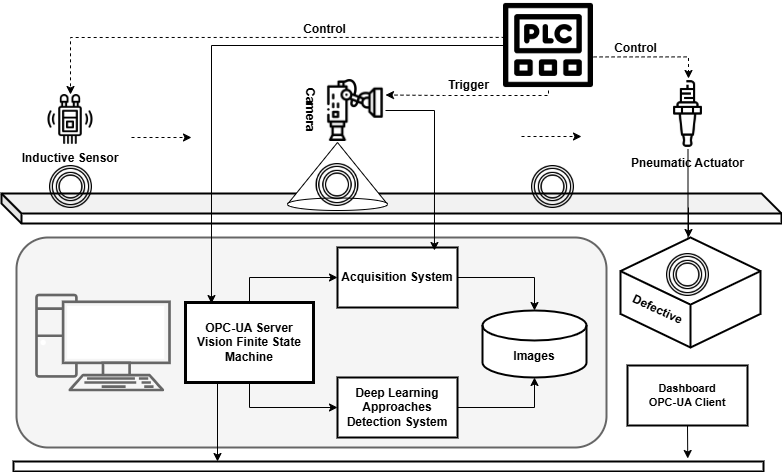 Control
PLC
Control
Trigger
Camera
Inductive Sensor
Pneumatic Actuator
Acquisition System
OPC-UA Server
Vision Finite State
Machine
Images
Defective
Deep Learning
Approaches
Detection System
Dashboard
OPC-UA Client